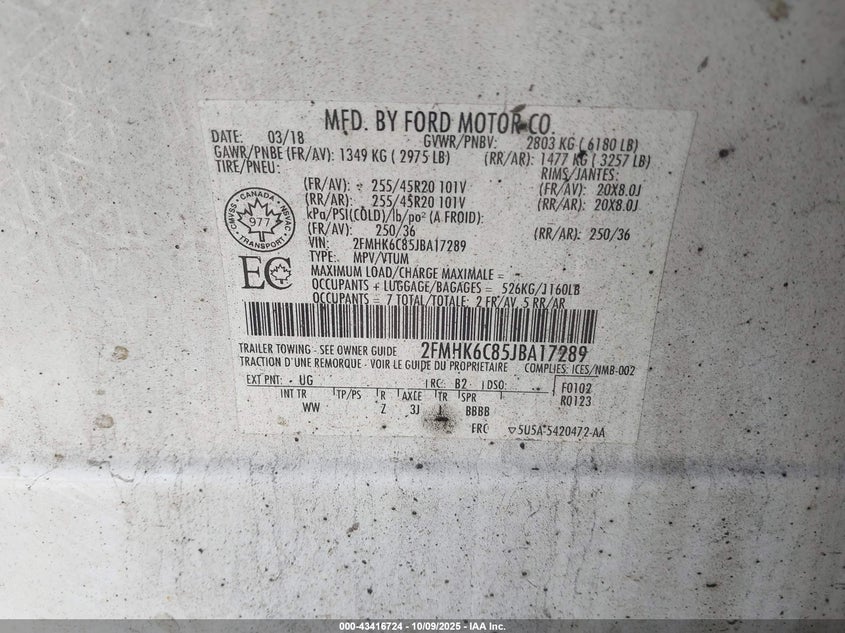 MFD. BY FORD MOTOR CO.
DATE: 03/18 GVWR/PNBV: 2803 KG ( 6180 LB)
GAWR/PNBE (FR/AV): 1349 KG ( 2975 LB) (RR/AR): 1477 KG ( 3257 LB)
TIRE/PNEU: RIMS/JANTES:
(FR/AV): 255/45R20 101V (FR/AV): 20X8.0J
(RR/AR): 255/45R20 101V (RR/AR): 20X8.0J
kPa/PSI(COLD)/lb/po² (A FROID):
(FR/AV): 250/36 (RR/AR): 250/36
VIN: 2FMHK6C85JBA17289
TYPE: MPV/VTUM
CANADA
CMVSS NSVAC
977
TRANSPORT
EC
MAXIMUM LOAD/CHARGE MAXIMALE =
OCCUPANTS + LUGGAGE/BAGAGES = 526KG/1160LB
OCCUPANTS = 7 TOTAL/TOTALE: 2 FR/AV, 5 RR/AR
2FMHK6C85JBA17289
TRAILER TOWING - SEE OWNER GUIDE
TRACTION D'UNE REMORQUE - VOIR LE GUIDE DU PROPRIETAIRE COMPLIES: ICES/NMB-002
EXT PNT: UG RC: B2 DSO: F0102
INT TR TP/PS R AXLE TR SPR R0123
WW Z 3J J BBBB
FRC ▽5U5A-5420472-AA
000-43416724 - 10/09/2025 - IAA Inc.